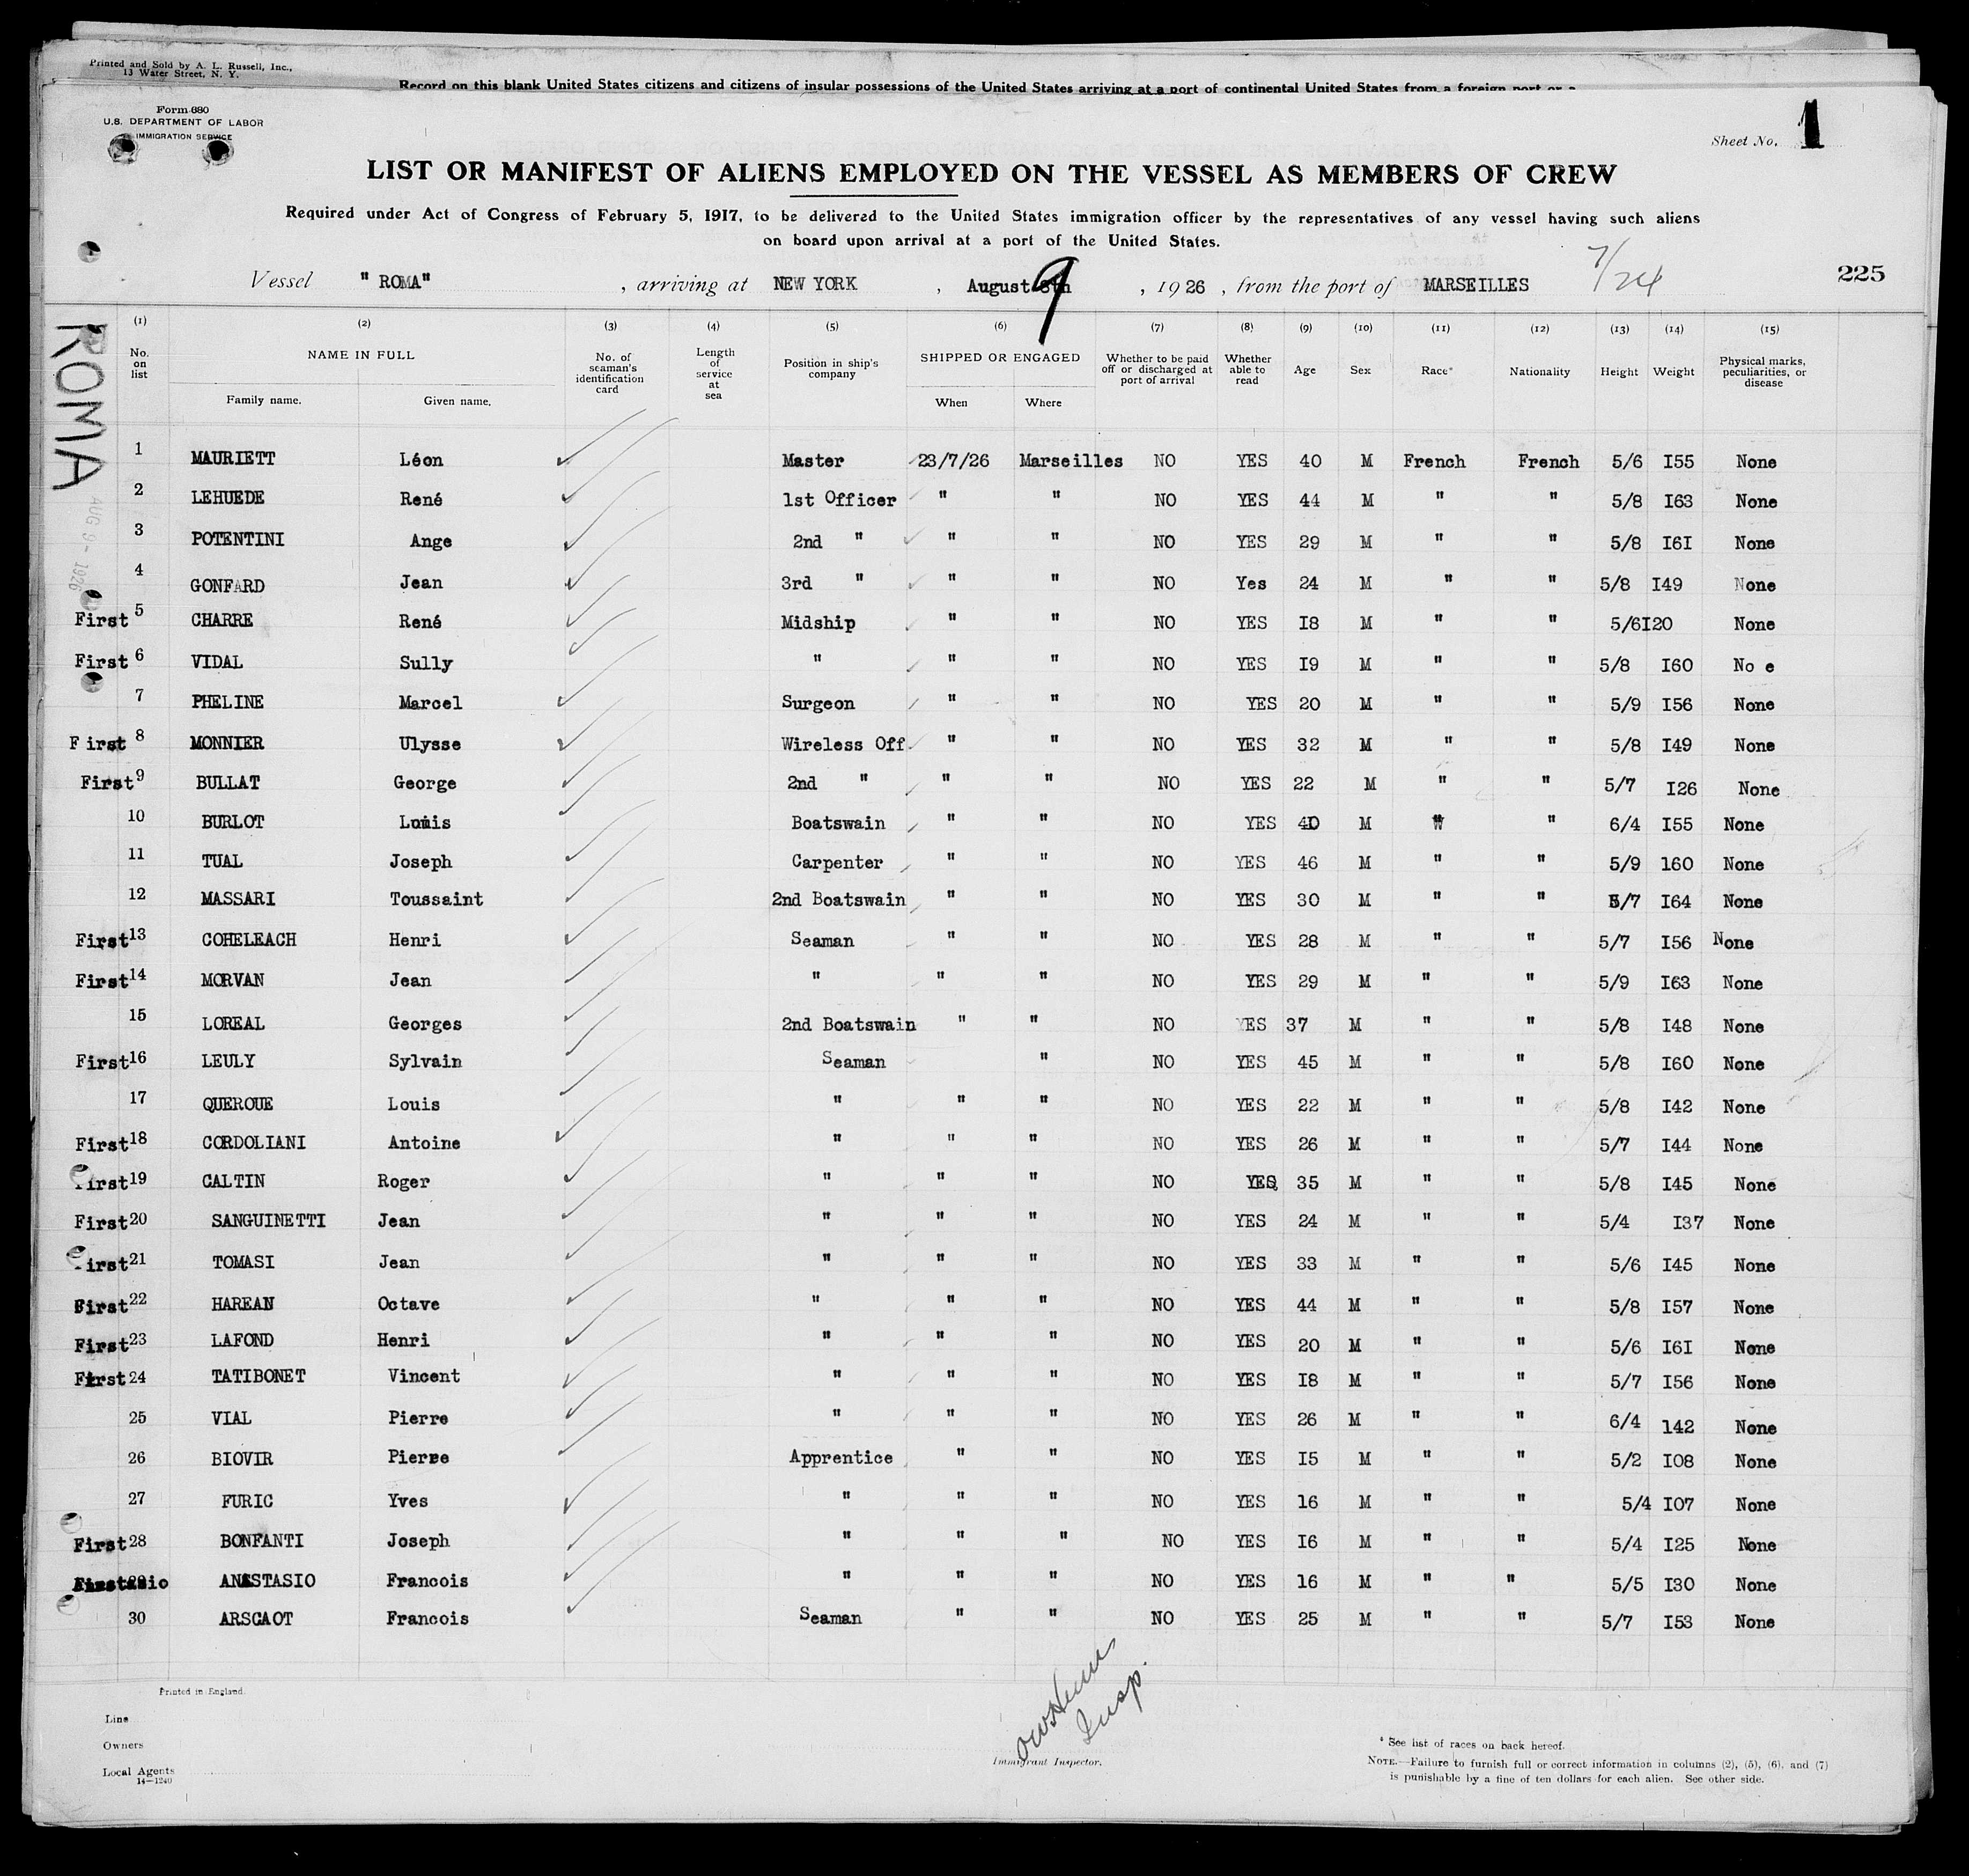 Printed and Sold by A. L. Russell, Inc.,
13 Water Street, N. Y.
Record on this blank United States citizens and citizens of insular possessions of the United States arriving at a port of continental United States from a foreign port or a
Form 680
U.S. DEPARTMENT OF LABOR
IMMIGRATION SERVICE
Sheet No. 1
LIST OR MANIFEST OF ALIENS EMPLOYED ON THE VESSEL AS MEMBERS OF CREW
Required under Act of Congress of February 5, 1917, to be delivered to the United States immigration officer by the representatives of any vessel having such aliens
on board upon arrival at a port of the United States.
7/24
Vessel "ROMA", arriving at NEW YORK, August 8th 9, 1926, from the port of MARSEILLES 225
ROMA
AUG 9 - 1926
(1) (2) (3) (4) (5) (6) (7) (8) (9) (10) (11) (12) (13) (14) (15)
No. on list NAME IN FULL No. of seaman's identification card Length of service at sea Position in ship's company SHIPPED OR ENGAGED Whether to be paid off or discharged at port of arrival Whether able to read Age Sex Race* Nationality Height Weight Physical marks, peculiarities, or disease
Family name. Given name. When Where
1 MAURIETT Léon Master 23/7/26 Marseilles NO YES 40 M French French 5/6 I55 None
2 LEHUEDE René 1st Officer " " NO YES 44 M " " 5/8 I63 None
3 POTENTINI Ange 2nd " " " NO YES 29 M " " 5/8 I6I None
4 GONFARD Jean 3rd " " " NO Yes 24 M " " 5/8 I49 None
First 5 CHARRE René Midship " " NO YES I8 M " " 5/6 I20 None
First 6 VIDAL Sully " " " NO YES I9 M " " 5/8 I60 No e
7 PHELINE Marcel Surgeon " " NO YES 20 M " " 5/9 I56 None
First 8 MONNIER Ulysse Wireless Off. " " NO YES 32 M " " 5/8 I49 None
First 9 BULLAT George 2nd " " " NO YES 22 M " " 5/7 I26 None
10 BURLOT Louis Boatswain " " NO YES 40 M " " 6/4 I55 None
11 TUAL Joseph Carpenter " " NO YES 46 M " " 5/9 160 None
12 MASSARI Toussaint 2nd Boatswain " " NO YES 30 M " " 5/7 I64 None
First 13 COHELEACH Henri Seaman " " NO YES 28 M " " 5/7 I56 None
First 14 MORVAN Jean " " " NO YES 29 M " " 5/9 I63 None
15 LOREAL Georges 2nd Boatswain " " NO YES 37 M " " 5/8 I48 None
First 16 LEULY Sylvain Seaman " NO YES 45 M " " 5/8 I60 None
17 QUEROUE Louis " " " NO YES 22 M " " 5/8 I42 None
First 18 CORDOLIANI Antoine " " " NO YES 26 M " " 5/7 I44 None
First 19 CALTIN Roger " " " NO YES 35 M " " 5/8 I45 None
First 20 SANGUINETTI Jean " " " NO YES 24 M " " 5/4 I37 None
First 21 TOMASI Jean " " " NO YES 33 M " " 5/6 I45 None
First 22 HAREAN Octave " " " NO YES 44 M " " 5/8 I57 None
First 23 LAFOND Henri " " " NO YES 20 M " " 5/6 I6I None
First 24 TATIBONET Vincent " " " NO YES I8 M " " 5/7 I56 None
25 VIAL Pierre " " " NO YES 26 M " " 6/4 142 None
26 BIOVIR Pierre Apprentice " " NO YES I5 M " " 5/2 I08 None
27 FURIC Yves " " " NO YES 16 M " " 5/4 I07 None
First 28 BONFANTI Joseph " " " NO YES I6 M " " 5/4 I25 None
29 ANASTASIO Francois " " " NO YES 16 M " " 5/5 I30 None
30 ARSCAOT Francois Seaman " " NO YES 25 M " " 5/7 I53 None
Printed in England.
Line
Owners
Local Agents
14—1240
Insp.
Immigrant Inspector.
* See list of races on back hereof.
NOTE.—Failure to furnish full or correct information in columns (2), (5), (6), and (7)
is punishable by a fine of ten dollars for each alien. See other side.